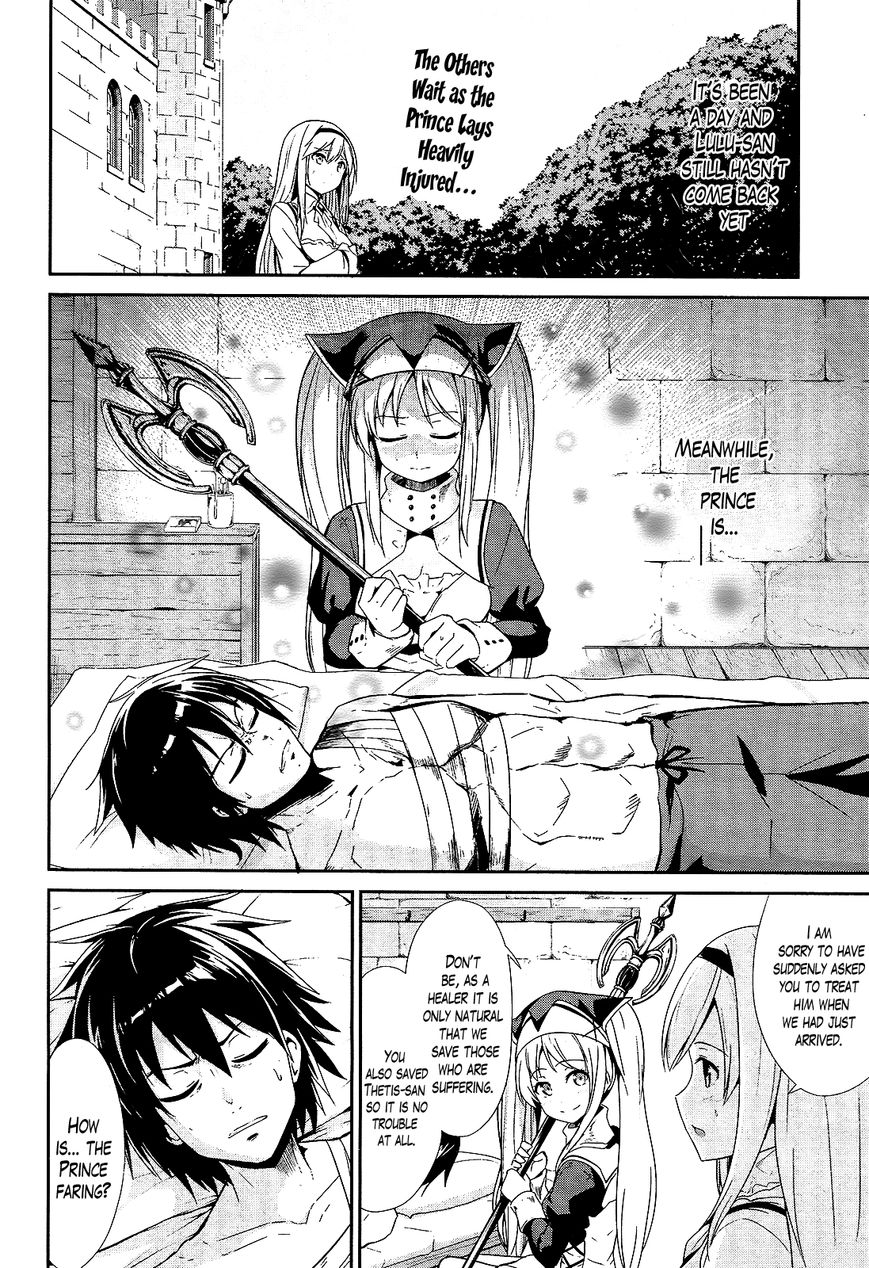 IT'S BEEN
A DAY AND
LULU-SAN
STILL HASN'T
COME BACK
YET
The Others
Wait as the
Prince Lays
Heavily
Injured...
MEANWHILE,
THE
PRINCE
IS...
I AM
SORRY TO HAVE
SUDDENLY ASKED
YOU TO TREAT
HIM WHEN
WE HAD JUST
ARRIVED.
DON'T
BE, AS A
HEALER IT IS
ONLY NATURAL
THAT WE
SAVE THOSE
WHO ARE
SUFFERING.
YOU
ALSO SAVED
THETIS-SAN
SO IT IS NO
TROUBLE
AT ALL.
HOW
IS... THE
PRINCE
FARING?